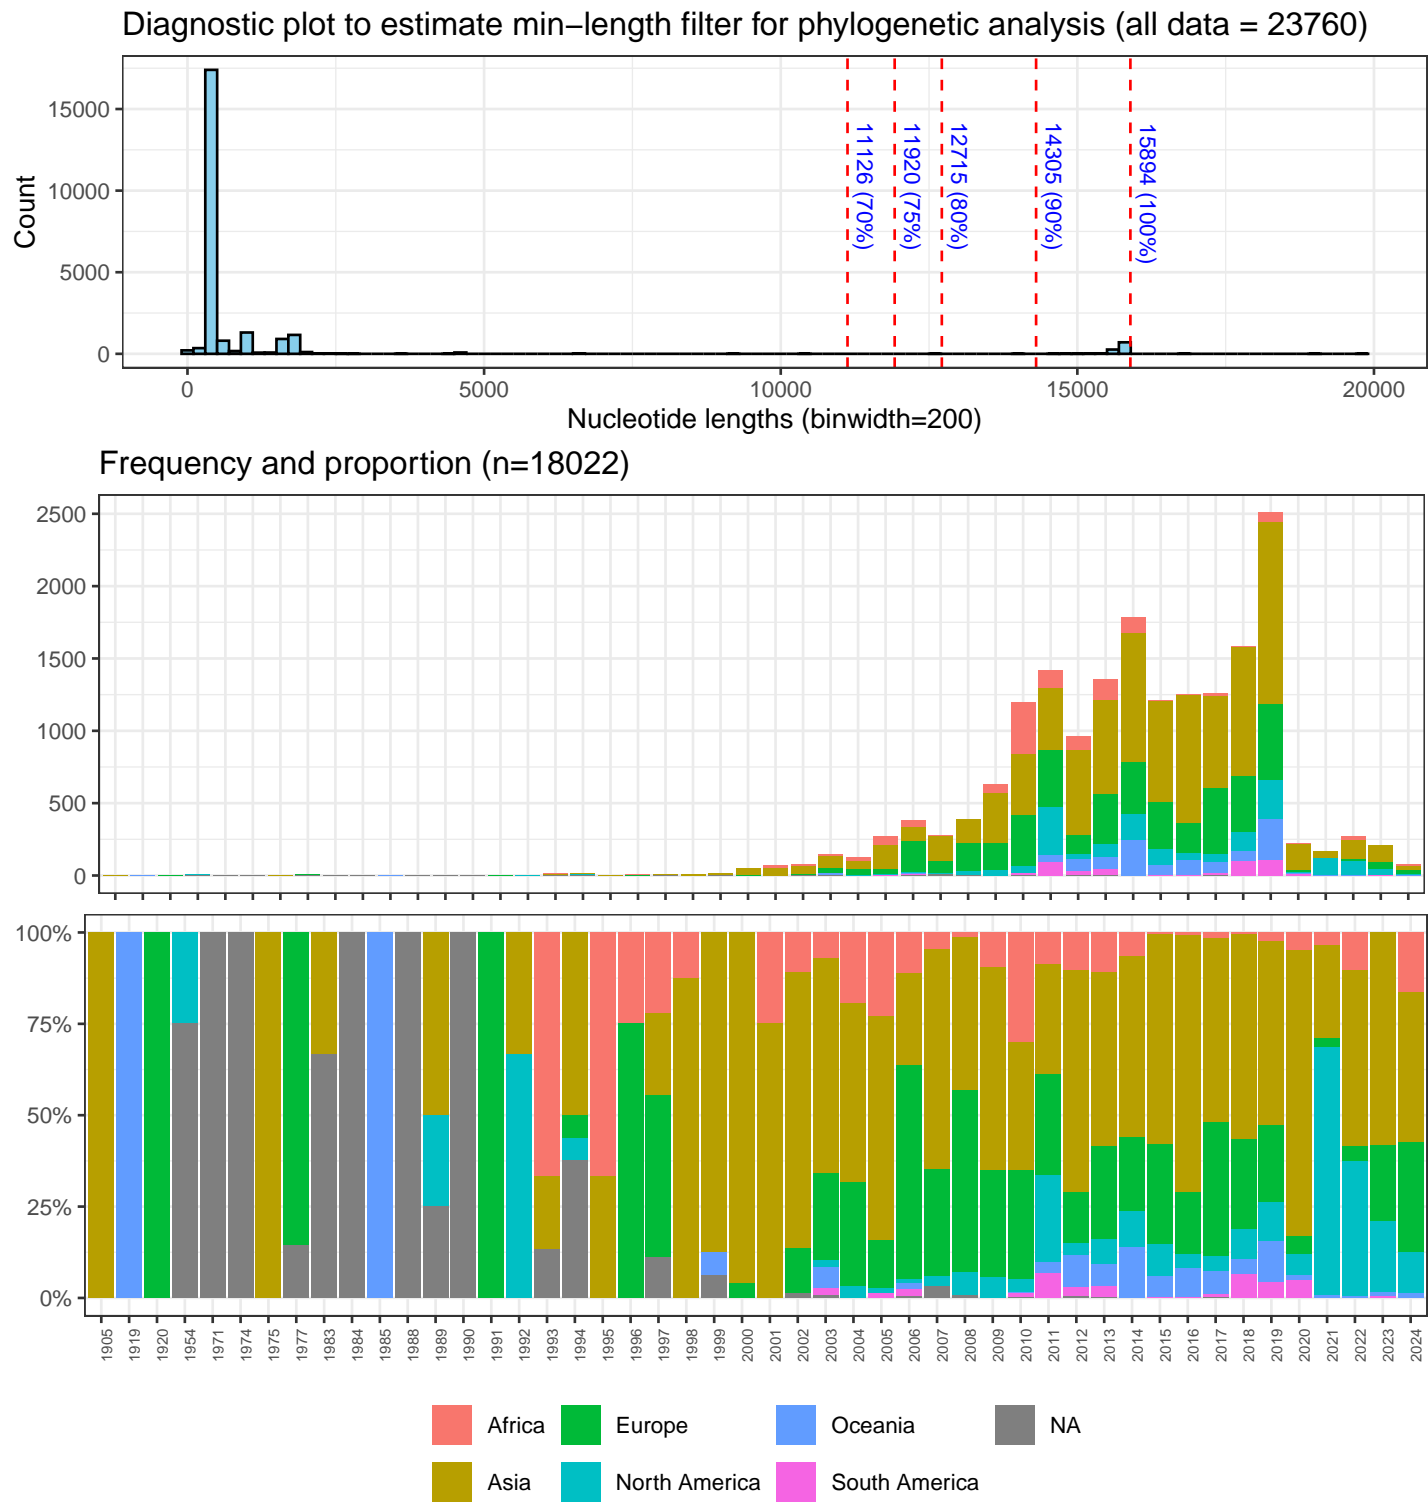 Diagnostic plot to estimate min−length filter for phylogenetic analysis (all data = 23760)
Count
15000
10000
5000
0
11126 (70%)
11920 (75%)
12715 (80%)
14305 (90%)
15894 (100%)
0 5000 10000 15000 20000
Nucleotide lengths (binwidth=200)
Frequency and proportion (n=18022)
2500
2000
1500
1000
500
0
100%
75%
50%
25%
0%
1905 1919 1920 1954 1971 1974 1975 1977 1983 1984 1985 1988 1989 1990 1991 1992 1993 1994 1995 1996 1997 1998 1999 2000 2001 2002 2003 2004 2005 2006 2007 2008 2009 2010 2011 2012 2013 2014 2015 2016 2017 2018 2019 2020 2021 2022 2023 2024
Africa Europe Oceania NA
Asia North America South America